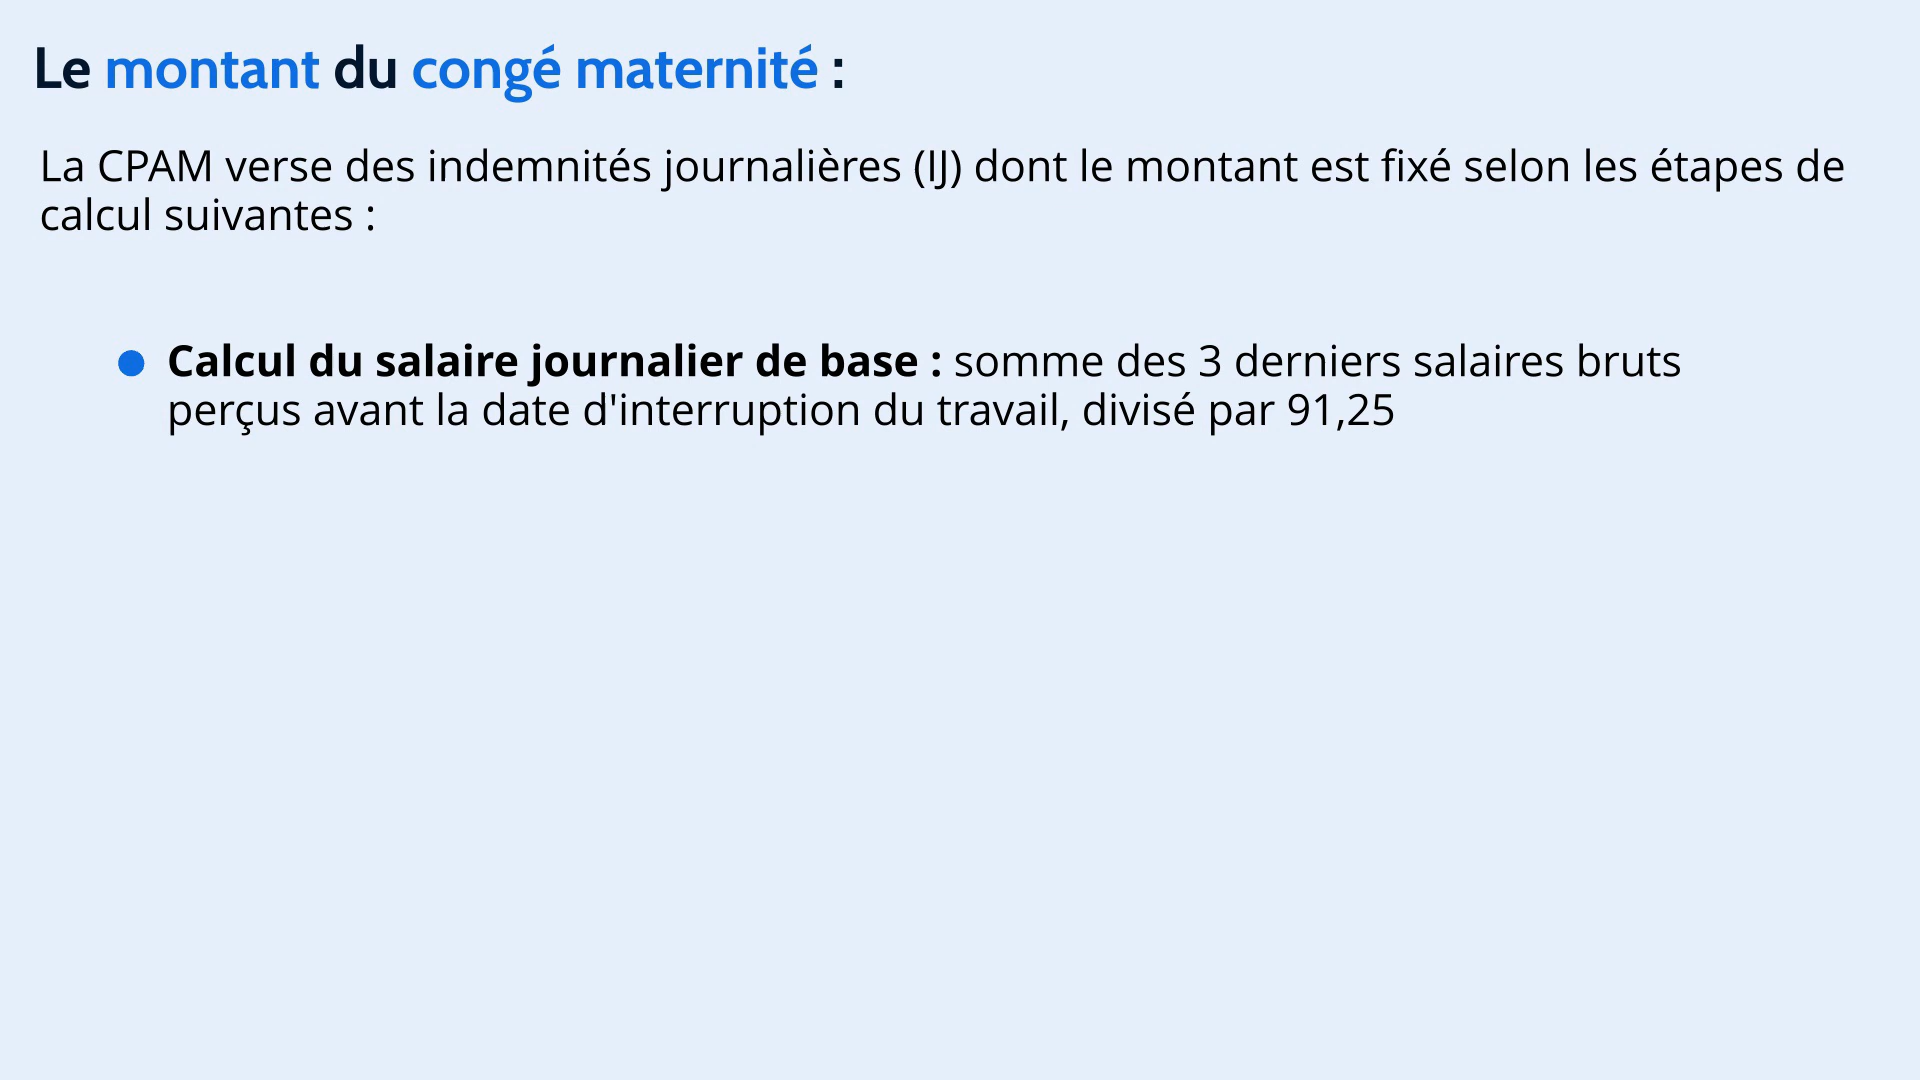 Le montant du congé maternité :
La CPAM verse des indemnités journalières (IJ) dont le montant est fixé selon les étapes de
calcul suivantes :
Calcul du salaire journalier de base : somme des 3 derniers salaires bruts
perçus avant la date d'interruption du travail, divisé par 91,25